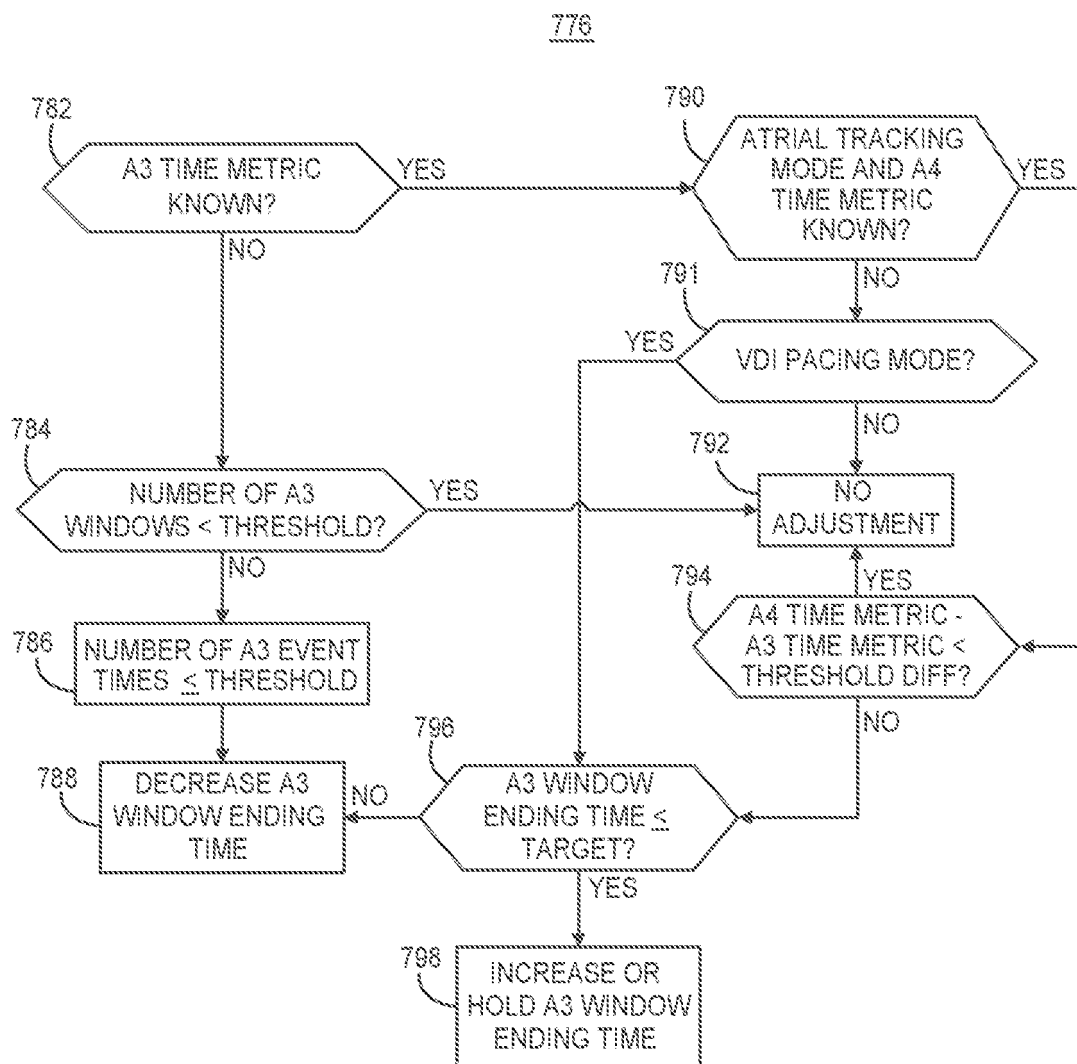 776
782
A3 TIME METRIC
KNOWN?
YES
NO
790
ATRIAL TRACKING
MODE AND A4
TIME METRIC
KNOWN?
YES
NO
791
YES
VDI PACING MODE?
NO
784
NUMBER OF A3
WINDOWS < THRESHOLD?
YES
NO
792
NO
ADJUSTMENT
YES
794
A4 TIME METRIC -
A3 TIME METRIC <
THRESHOLD DIFF?
NO
786
NUMBER OF A3 EVENT
TIMES ≤ THRESHOLD
788
DECREASE A3
WINDOW ENDING
TIME
NO
796
A3 WINDOW
ENDING TIME ≤
TARGET?
YES
798
INCREASE OR
HOLD A3 WINDOW
ENDING TIME